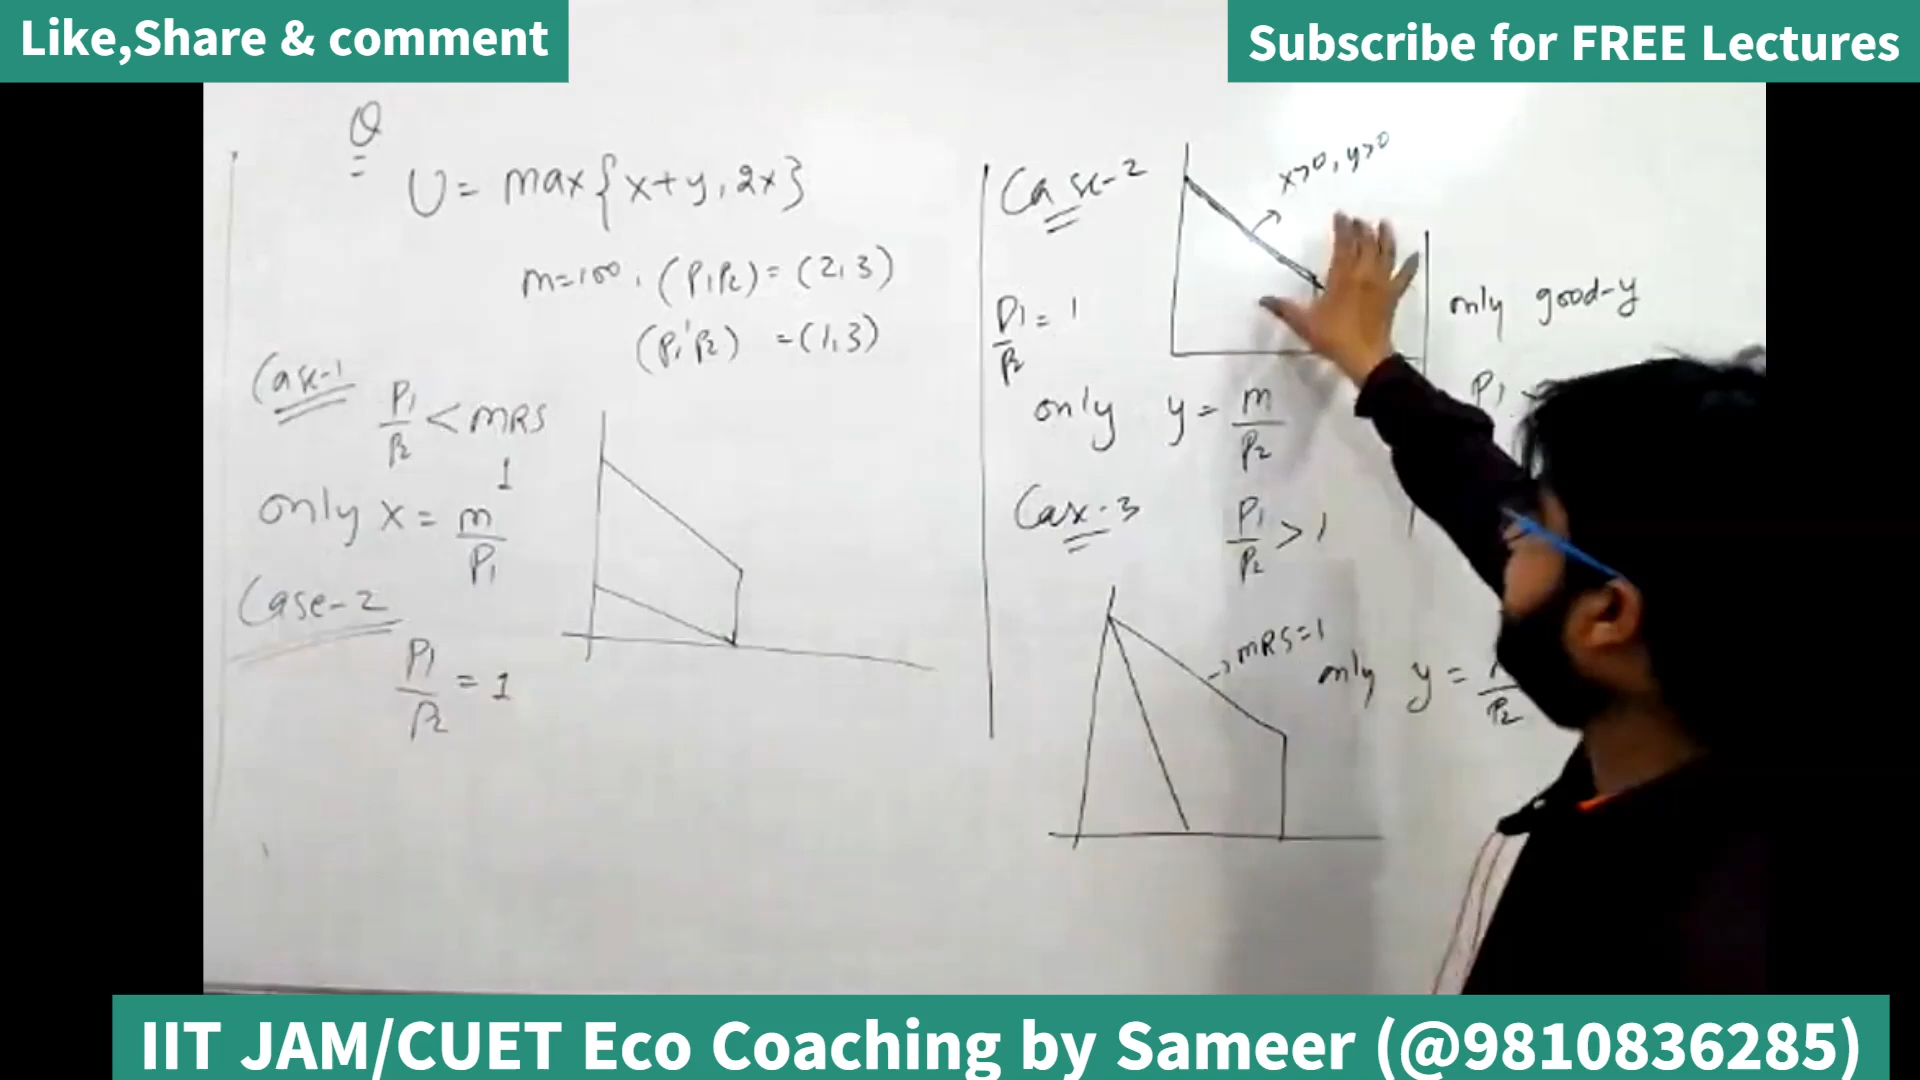 Like,Share & comment
Subscribe for FREE Lectures
Q
U = max{x+y, 2x}
m=100, (P1P2) = (2,3)
(P1'P2) = (1,3)
Case-1
P1/P2 < MRS
1
only x = m/P1
Case-2
P1/P2 = 1
Case-2
x>0, y>0
P1/P2 = 1
only good-y
P1
only y = m/P2
Case-3
P1/P2 > 1
MRS=1
only y =
P2
IIT JAM/CUET Eco Coaching by Sameer (@9810836285)